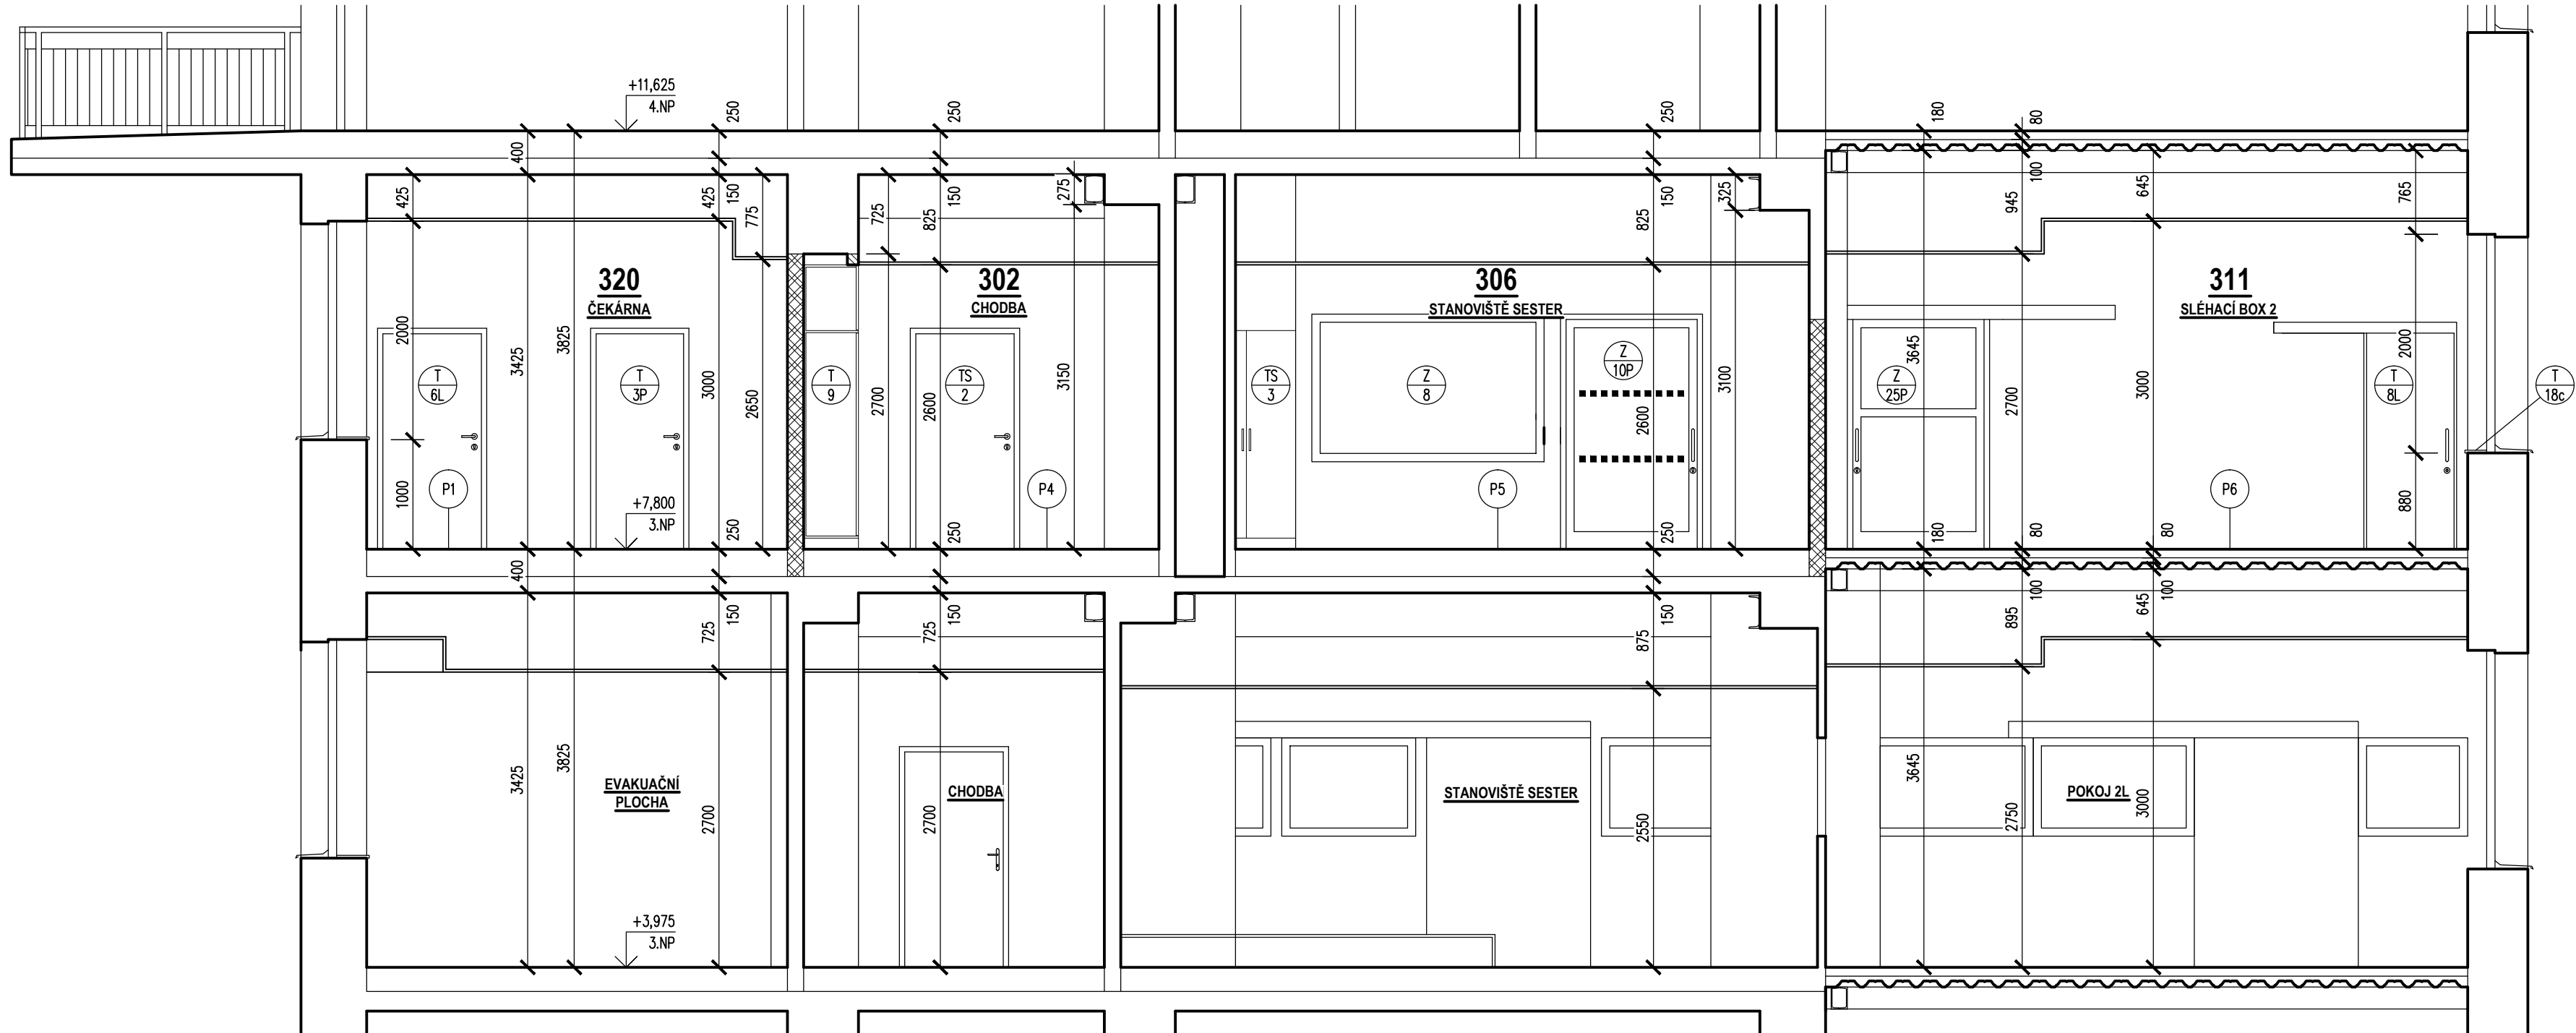 +11,625
4.NP
250
250
250
180
80
400
425
425
150
775
725
825
150
275
825
150
325
945
100
645
765
320
ČEKÁRNA
302
CHODBA
306
STANOVIŠTĚ SESTER
311
SLÉHACÍ BOX 2
2000
3425
3825
3000
2650
2700
2600
3150
2600
3100
3645
2700
3000
2000
T
6L
T
3P
T
9
TS
2
TS
3
Z
8
Z
10P
Z
25P
T
8L
T
18c
1000
P1
P4
P5
P6
880
+7,800
3.NP
250
250
250
180
80
80
400
725
150
725
150
875
150
895
100
645
100
3425
3825
2700
2700
2550
3645
2750
3000
EVAKUAČNÍ
PLOCHA
CHODBA
STANOVIŠTĚ SESTER
POKOJ 2L
+3,975
3.NP